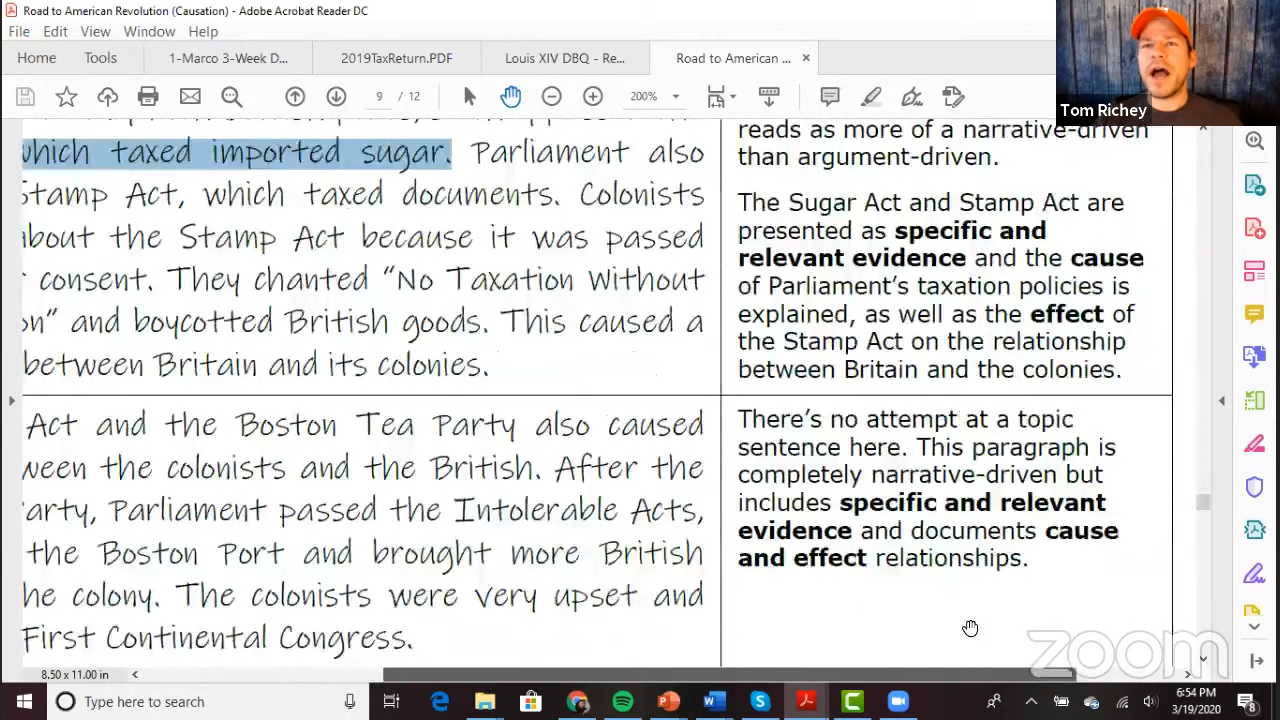 Road to American Revolution (Causation) - Adobe Acrobat Reader DC
File Edit View Window Help
Home Tools 1-Marco 3-Week D... 2019TaxReturn.PDF Louis XIV DBQ - Re... Road to American ... ×
9 / 12 200%
Tom Richey
which taxed imported sugar. Parliament also
Stamp Act, which taxed documents. Colonists
about the Stamp Act because it was passed
consent. They chanted “No Taxation Without
on” and boycotted British goods. This caused a
between Britain and its colonies.
reads as more of a narrative-driven
than argument-driven.
The Sugar Act and Stamp Act are
presented as specific and
relevant evidence and the cause
of Parliament’s taxation policies is
explained, as well as the effect of
the Stamp Act on the relationship
between Britain and the colonies.
Act and the Boston Tea Party also caused
ween the colonists and the British. After the
arty, Parliament passed the Intolerable Acts,
the Boston Port and brought more British
he colony. The colonists were very upset and
First Continental Congress.
There’s no attempt at a topic
sentence here. This paragraph is
completely narrative-driven but
includes specific and relevant
evidence and documents cause
and effect relationships.
zoom
8.50 x 11.00 in
Type here to search
6:54 PM
3/19/2020
8